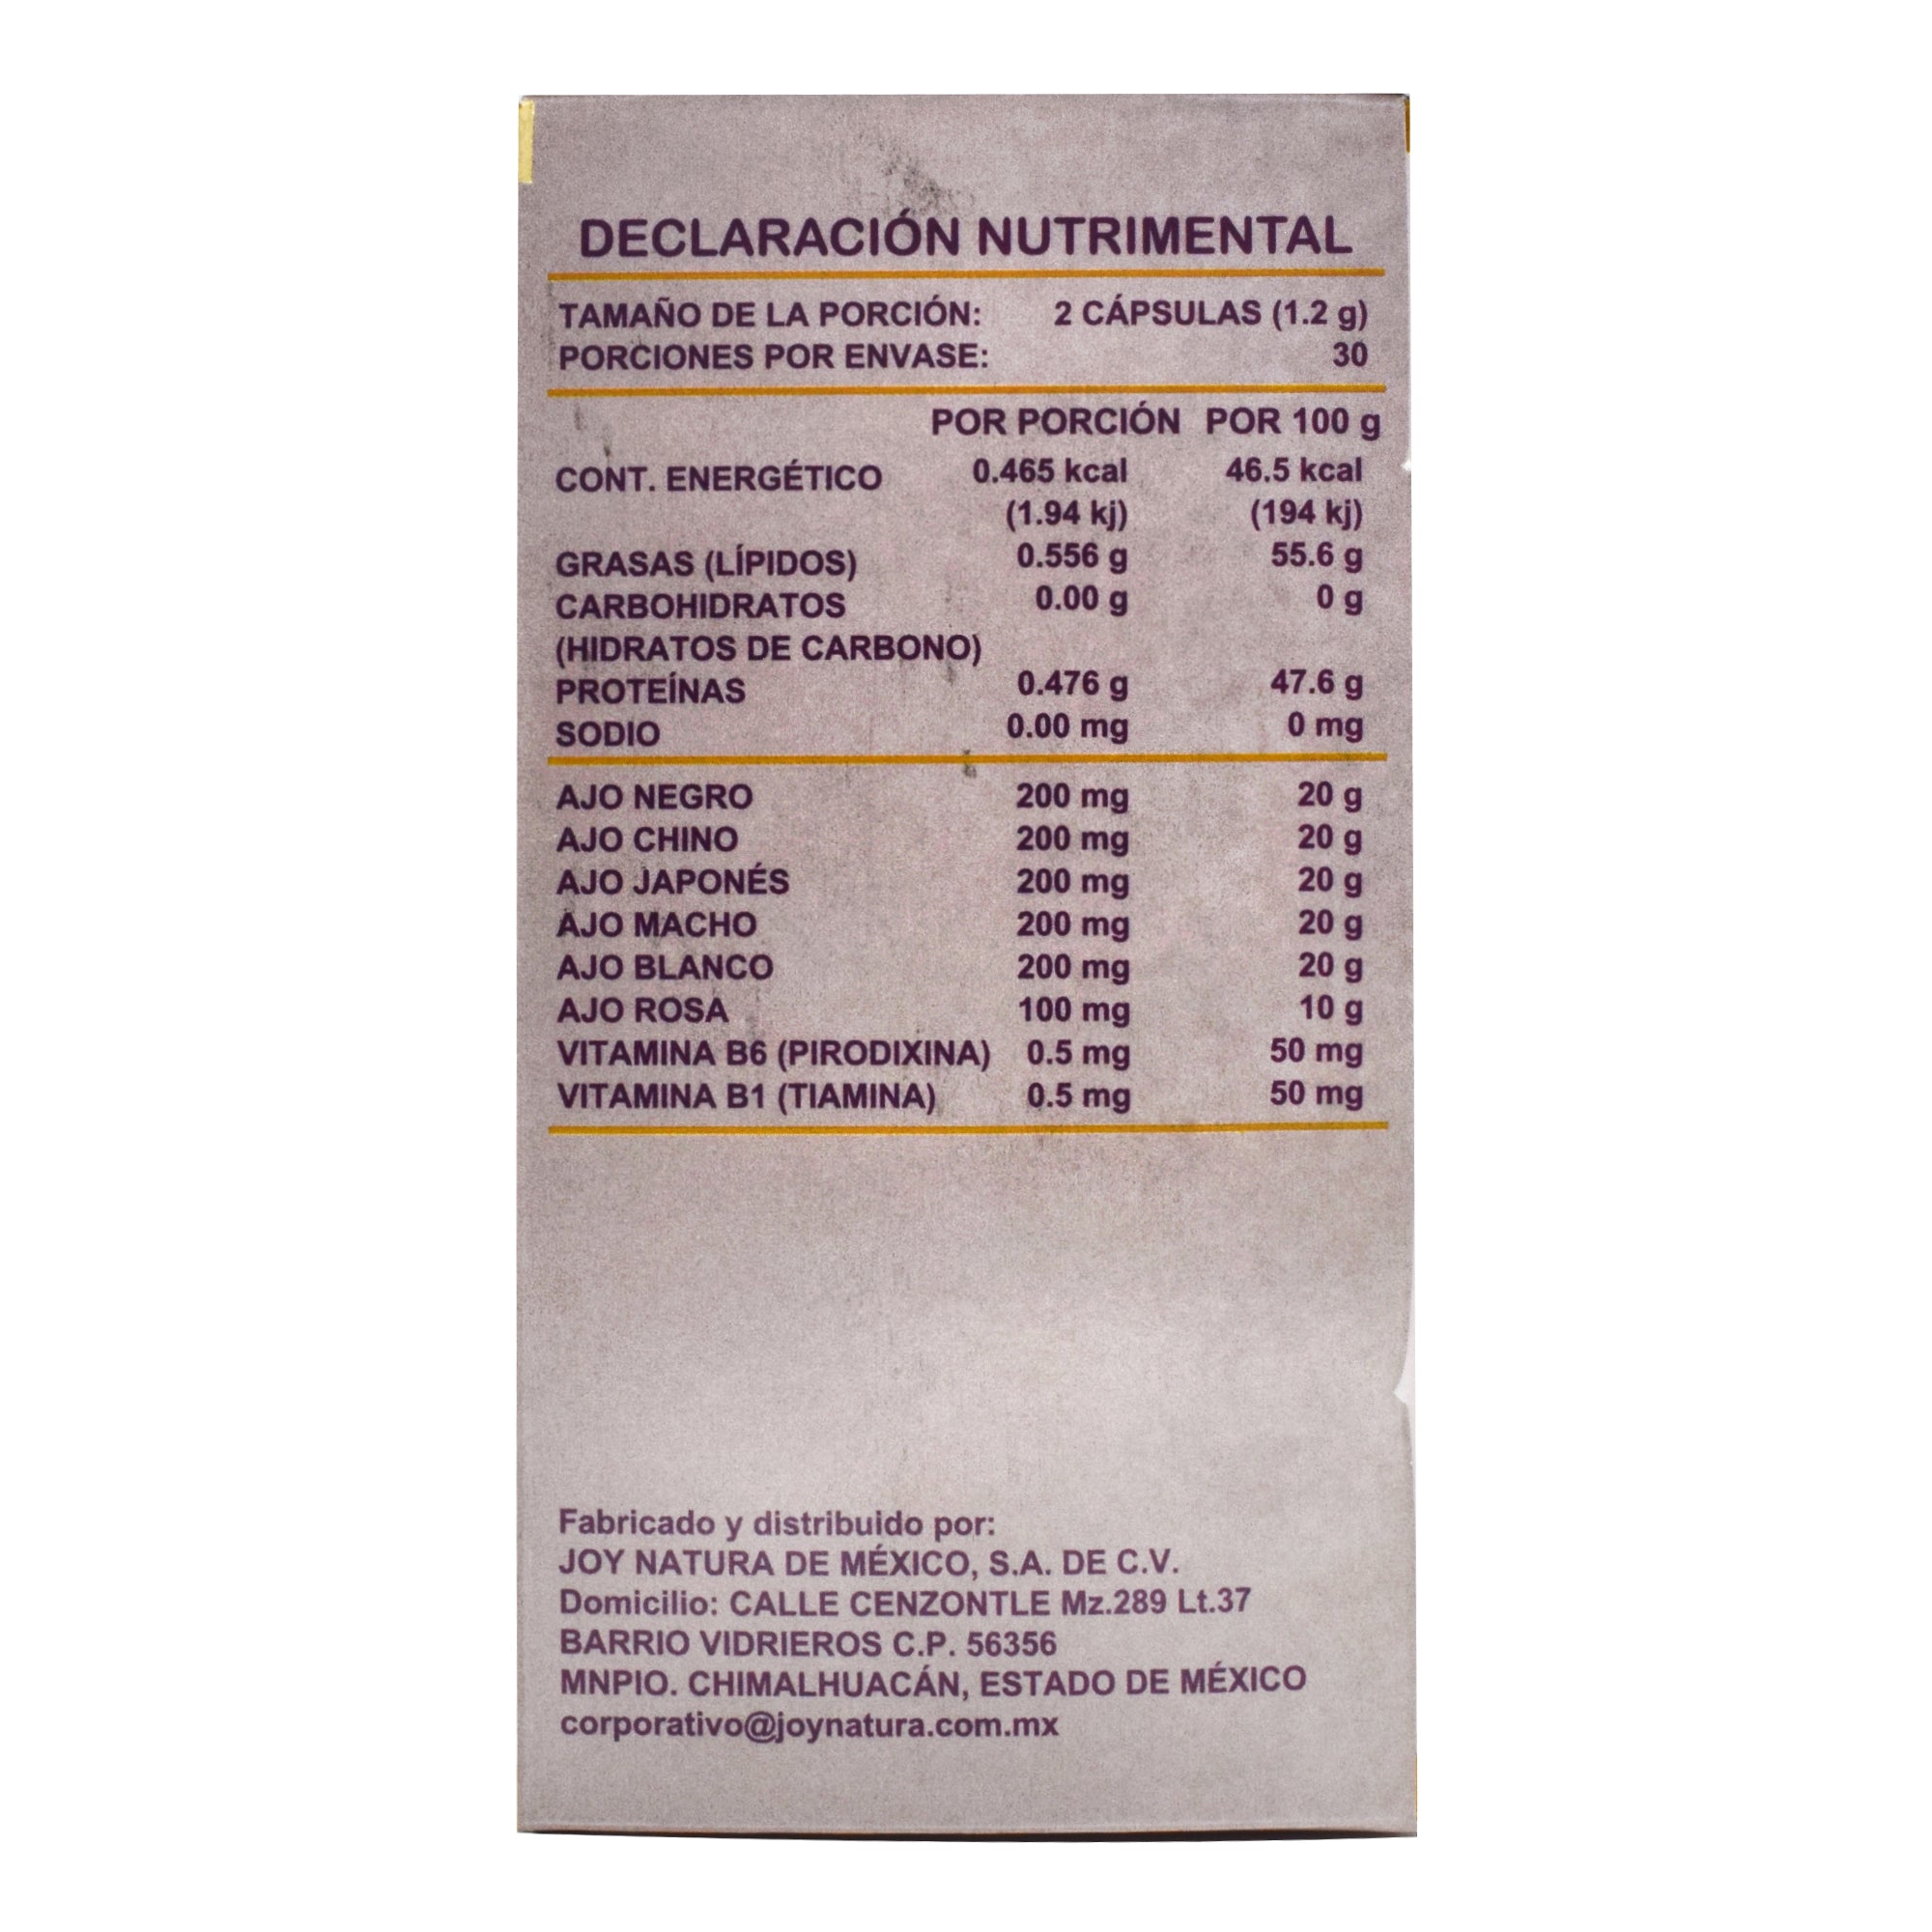 DECLARACIÓN NUTRIMENTAL
TAMAÑO DE LA PORCIÓN: 2 CÁPSULAS (1.2 g)
PORCIONES POR ENVASE: 30
POR PORCIÓN POR 100 g
CONT. ENERGÉTICO 0.465 kcal 46.5 kcal
(1.94 kj) (194 kj)
GRASAS (LÍPIDOS) 0.556 g 55.6 g
CARBOHIDRATOS 0.00 g 0 g
(HIDRATOS DE CARBONO)
PROTEÍNAS 0.476 g 47.6 g
SODIO 0.00 mg 0 mg
AJO NEGRO 200 mg 20 g
AJO CHINO 200 mg 20 g
AJO JAPONÉS 200 mg 20 g
AJO MACHO 200 mg 20 g
AJO BLANCO 200 mg 20 g
AJO ROSA 100 mg 10 g
VITAMINA B6 (PIRODIXINA) 0.5 mg 50 mg
VITAMINA B1 (TIAMINA) 0.5 mg 50 mg
Fabricado y distribuido por:
JOY NATURA DE MÉXICO, S.A. DE C.V.
Domicilio: CALLE CENZONTLE Mz.289 Lt.37
BARRIO VIDRIEROS C.P. 56356
MNPIO. CHIMALHUACÁN, ESTADO DE MÉXICO
corporativo@joynatura.com.mx